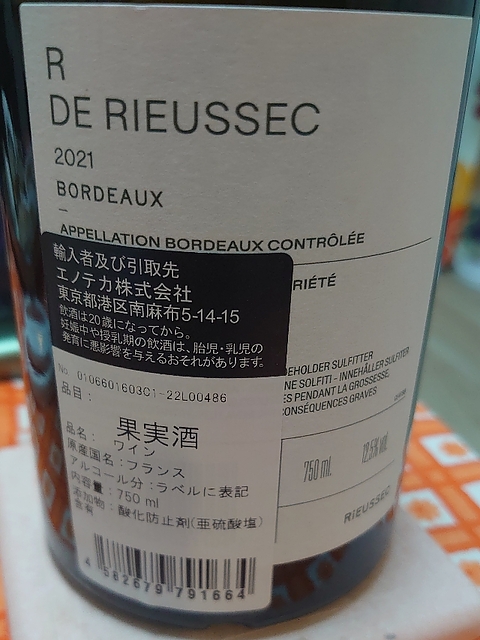 R
DE RIEUSSEC
2021
BORDEAUX
APPELLATION BORDEAUX CONTRÔLÉE
輸入者及び引取先
エノテカ株式会社
東京都港区南麻布5-14-15
飲酒は20歳になってから。
妊娠中や授乳期の飲酒は、胎児・乳児の
発育に悪影響を与えるおそれがあります。
RIÉTÉ
DEHOLDER SULFITTER
NE SOLFITI - INNEHÅLLER SULFITER
ES PENDANT LA GROSSESSE,
CONSÉQUENCES GRAVES
No 0106601603C1-22L00486
品目:
果実酒
品名: ワイン
原産国名:フランス
アルコール分:ラベルに表記
内容量:750 ml
添加物:酸化防止剤(亜硫酸塩)
含有
4 582679 791664
750 ml.
12,5% vol.
RIEUSSEC